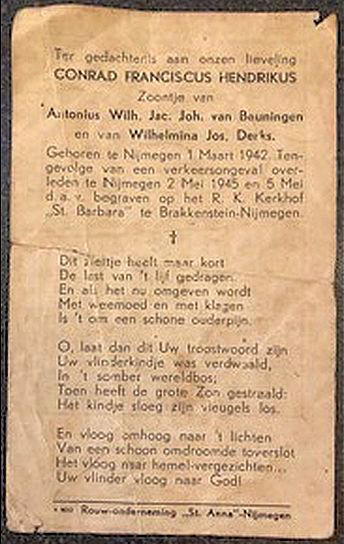 Ter gedachtenis aan onzen lieveling
CONRAD FRANCISCUS HENDRIKUS
Zoontje van
Antonius Wilh. Jac. Joh. van Beuningen
en van Wilhelmina Jos. Derks.
Geboren te Nijmegen 1 Maart 1942. Ten-
gevolge van een verkeersongeval over-
leden te Nijmegen 2 Mei 1945 en 5 Mei
d.a.v. begraven op het R. K. Kerkhof
„St. Barbara" te Brakkenstein-Nijmegen.
†
Dit zieltje heeft maar kort
De last van 't lijf gedragen.
En als het nu omgeven wordt
Met weemoed en met klagen
Is 't om een schone ouderpijn.
O, laat dan dit Uw troostwoord zijn
Uw vlinderkindje was verdwaald,
In 't somber wereldbos;
Toen heeft de grote Zon gestraald:
Het kindje sloeg zijn vleugels los.
En vloog omhoog naar 't lichten
Van een schoon omdroomde toverslot
Het vloog naar hemel-vergezichten...
Uw vlinder vloog naar God!
Rouw-onderneming „St. Anna"-Nijmegen